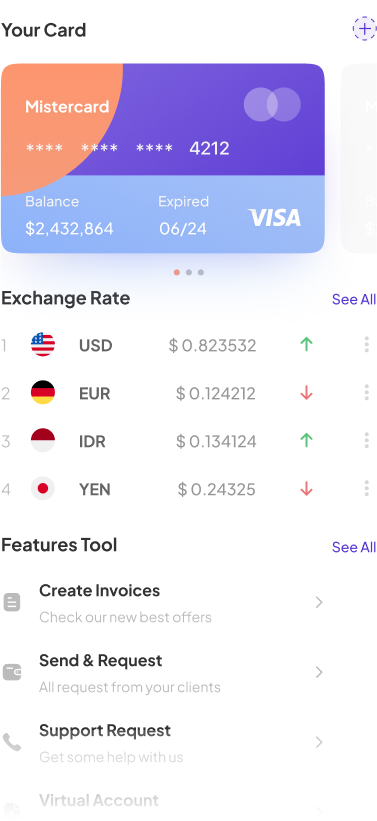 Your Card
Mistercard
**** **** **** 4212
Balance Expired
$2,432,864 06/24 VISA
Exchange Rate See All
1 USD $ 0.823532
2 EUR $ 0.124212
3 IDR $ 0.134124
4 YEN $ 0.24325
Features Tool See All
Create Invoices
Check our new best offers
Send & Request
All request from your clients
Support Request
Get some help with us
Virtual Account